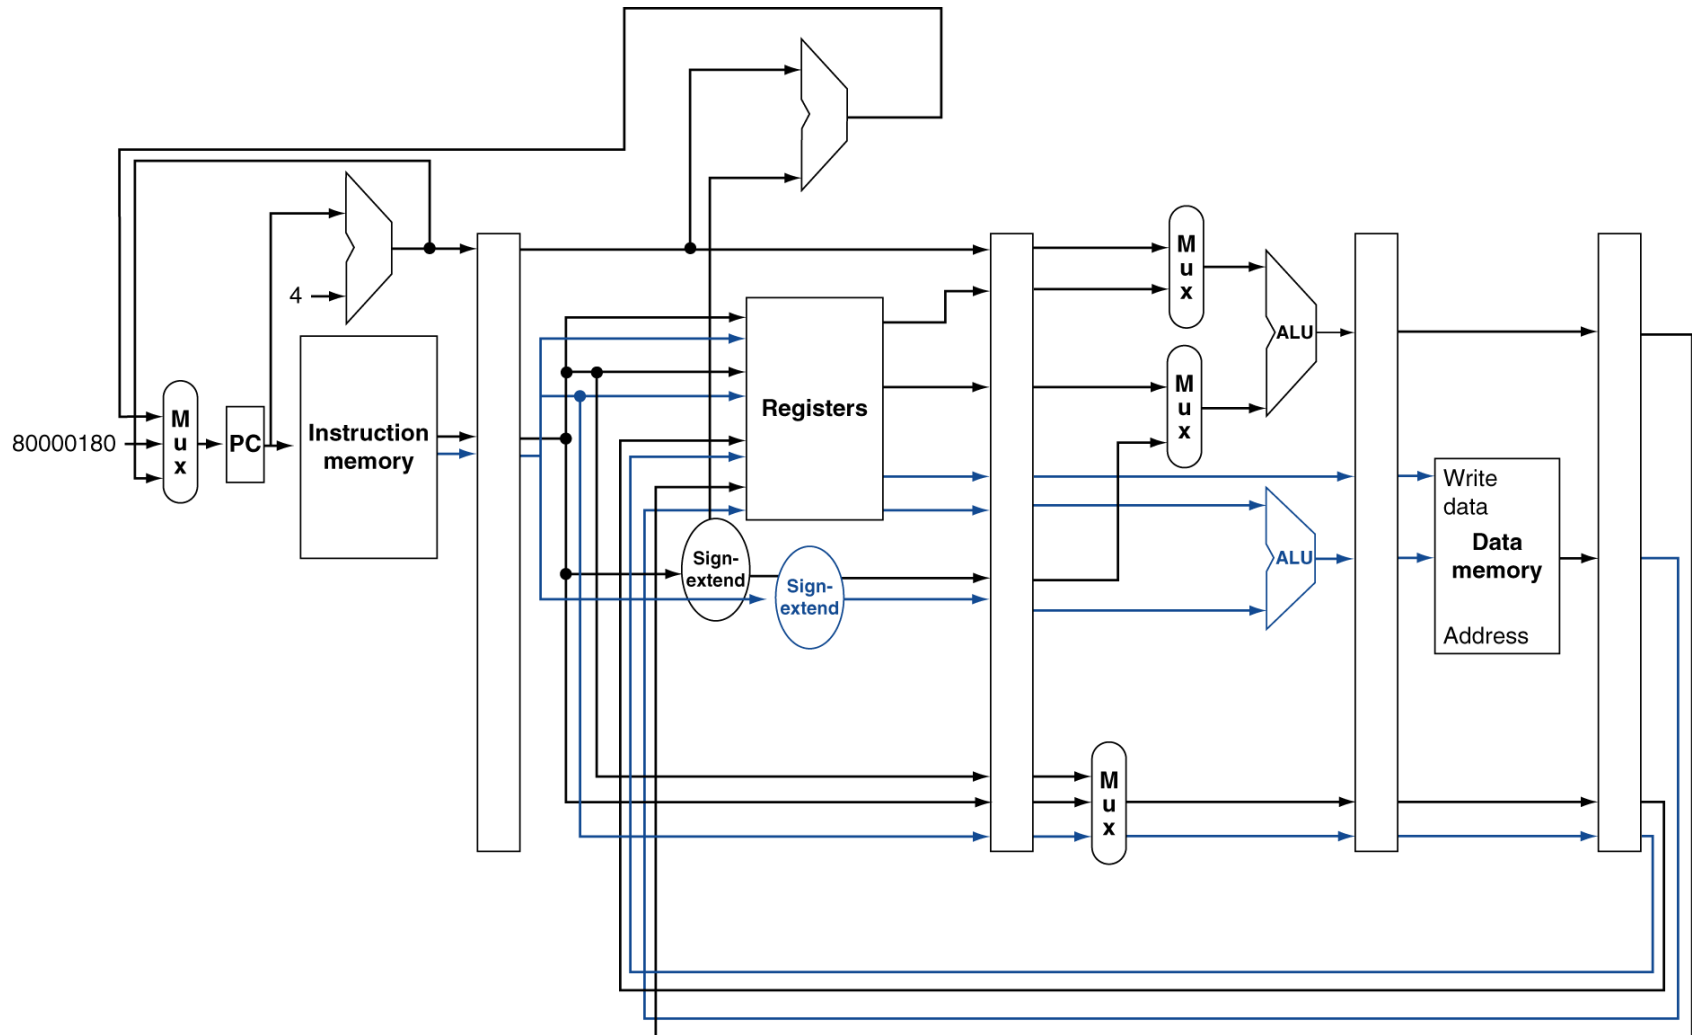 4
M
u
x
80000180
PC
Instruction
memory
Registers
Sign-
extend
Sign-
extend
M
u
x
M
u
x
ALU
ALU
Write
data
Data
memory
Address
M
u
x